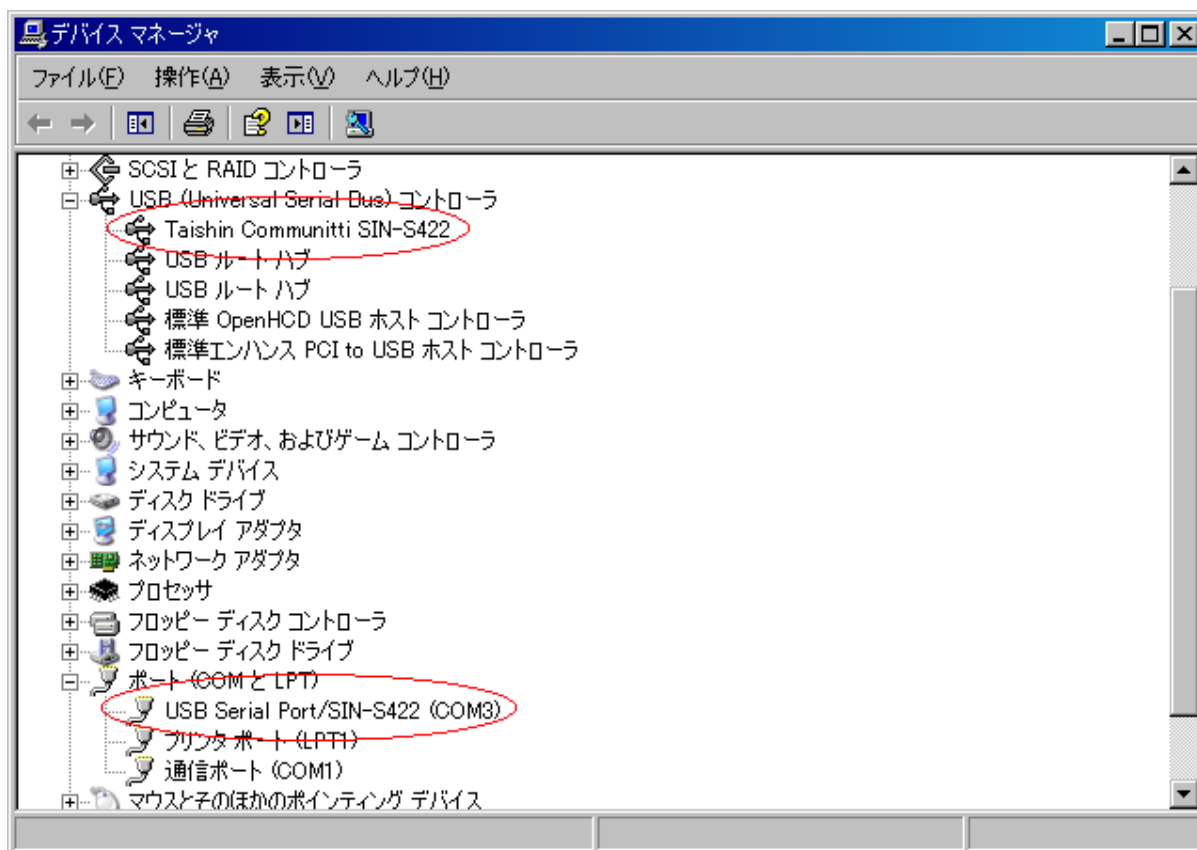 デバイス マネージャ
ファイル(F) 操作(A) 表示(V) ヘルプ(H)
SCSI と RAID コントローラ
USB (Universal Serial Bus) コントローラ
Taishin Communitti SIN-S422
USB ルート ハブ
USB ルート ハブ
標準 OpenHCD USB ホスト コントローラ
標準エンハンス PCI to USB ホスト コントローラ
キーボード
コンピュータ
サウンド、ビデオ、およびゲーム コントローラ
システム デバイス
ディスク ドライブ
ディスプレイ アダプタ
ネットワーク アダプタ
プロセッサ
フロッピー ディスク コントローラ
フロッピー ディスク ドライブ
ポート (COM と LPT)
USB Serial Port/SIN-S422 (COM3)
プリンタ ポート (LPT1)
通信ポート (COM1)
マウスとそのほかのポインティング デバイス